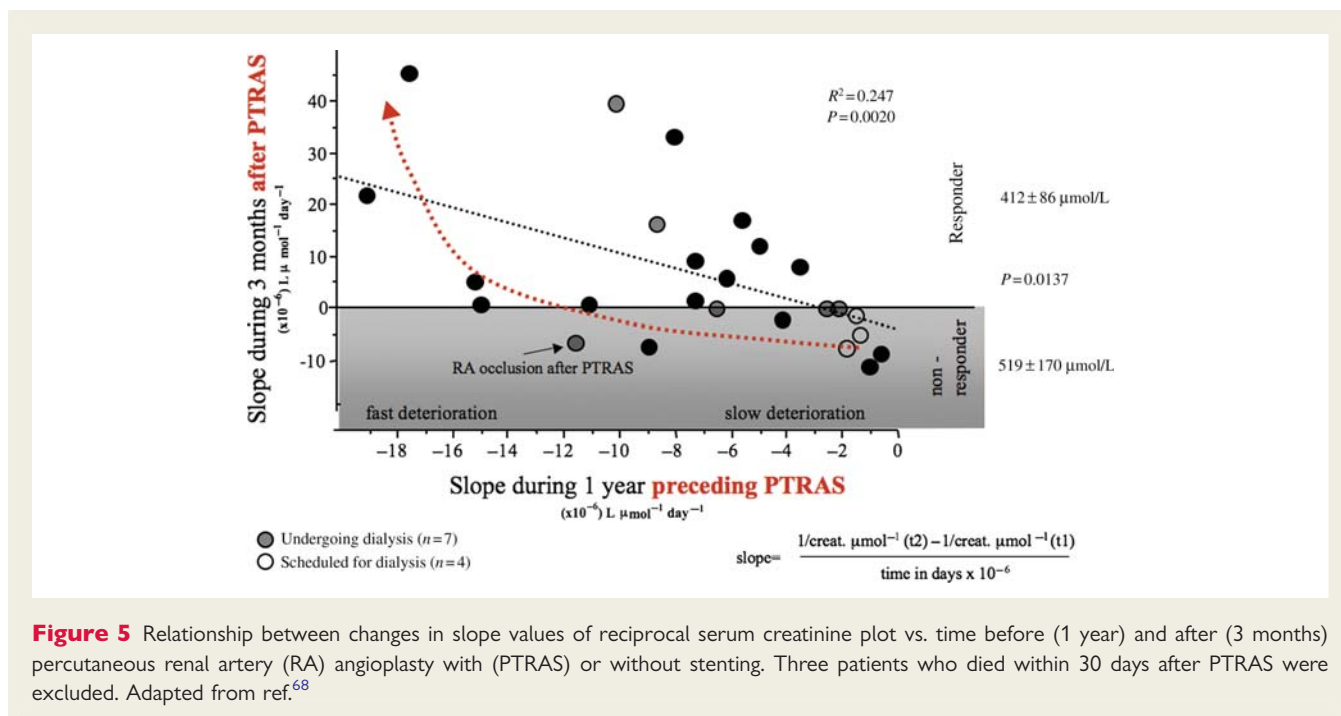 Slope during 3 months after PTRAS
(x10⁻⁶) L μ mol⁻¹ day⁻¹
40
30
20
10
0
-10
R²=0.247
P=0.0020
Responder
412±86 μmol/L
P=0.0137
non-
responder
519±170 μmol/L
RA occlusion after PTRAS
fast deterioration
slow deterioration
−18 −16 −14 −12 −10 −8 −6 −4 −2 0
Slope during 1 year preceding PTRAS
(x10⁻⁶) L μmol⁻¹ day⁻¹
Undergoing dialysis (n=7)
Scheduled for dialysis (n=4)
slope= 1/creat. μmol⁻¹ (t2) – 1/creat. μmol⁻¹ (t1)
time in days x 10⁻⁶
Figure 5 Relationship between changes in slope values of reciprocal serum creatinine plot vs. time before (1 year) and after (3 months)
percutaneous renal artery (RA) angioplasty with (PTRAS) or without stenting. Three patients who died within 30 days after PTRAS were
excluded. Adapted from ref.⁶⁸